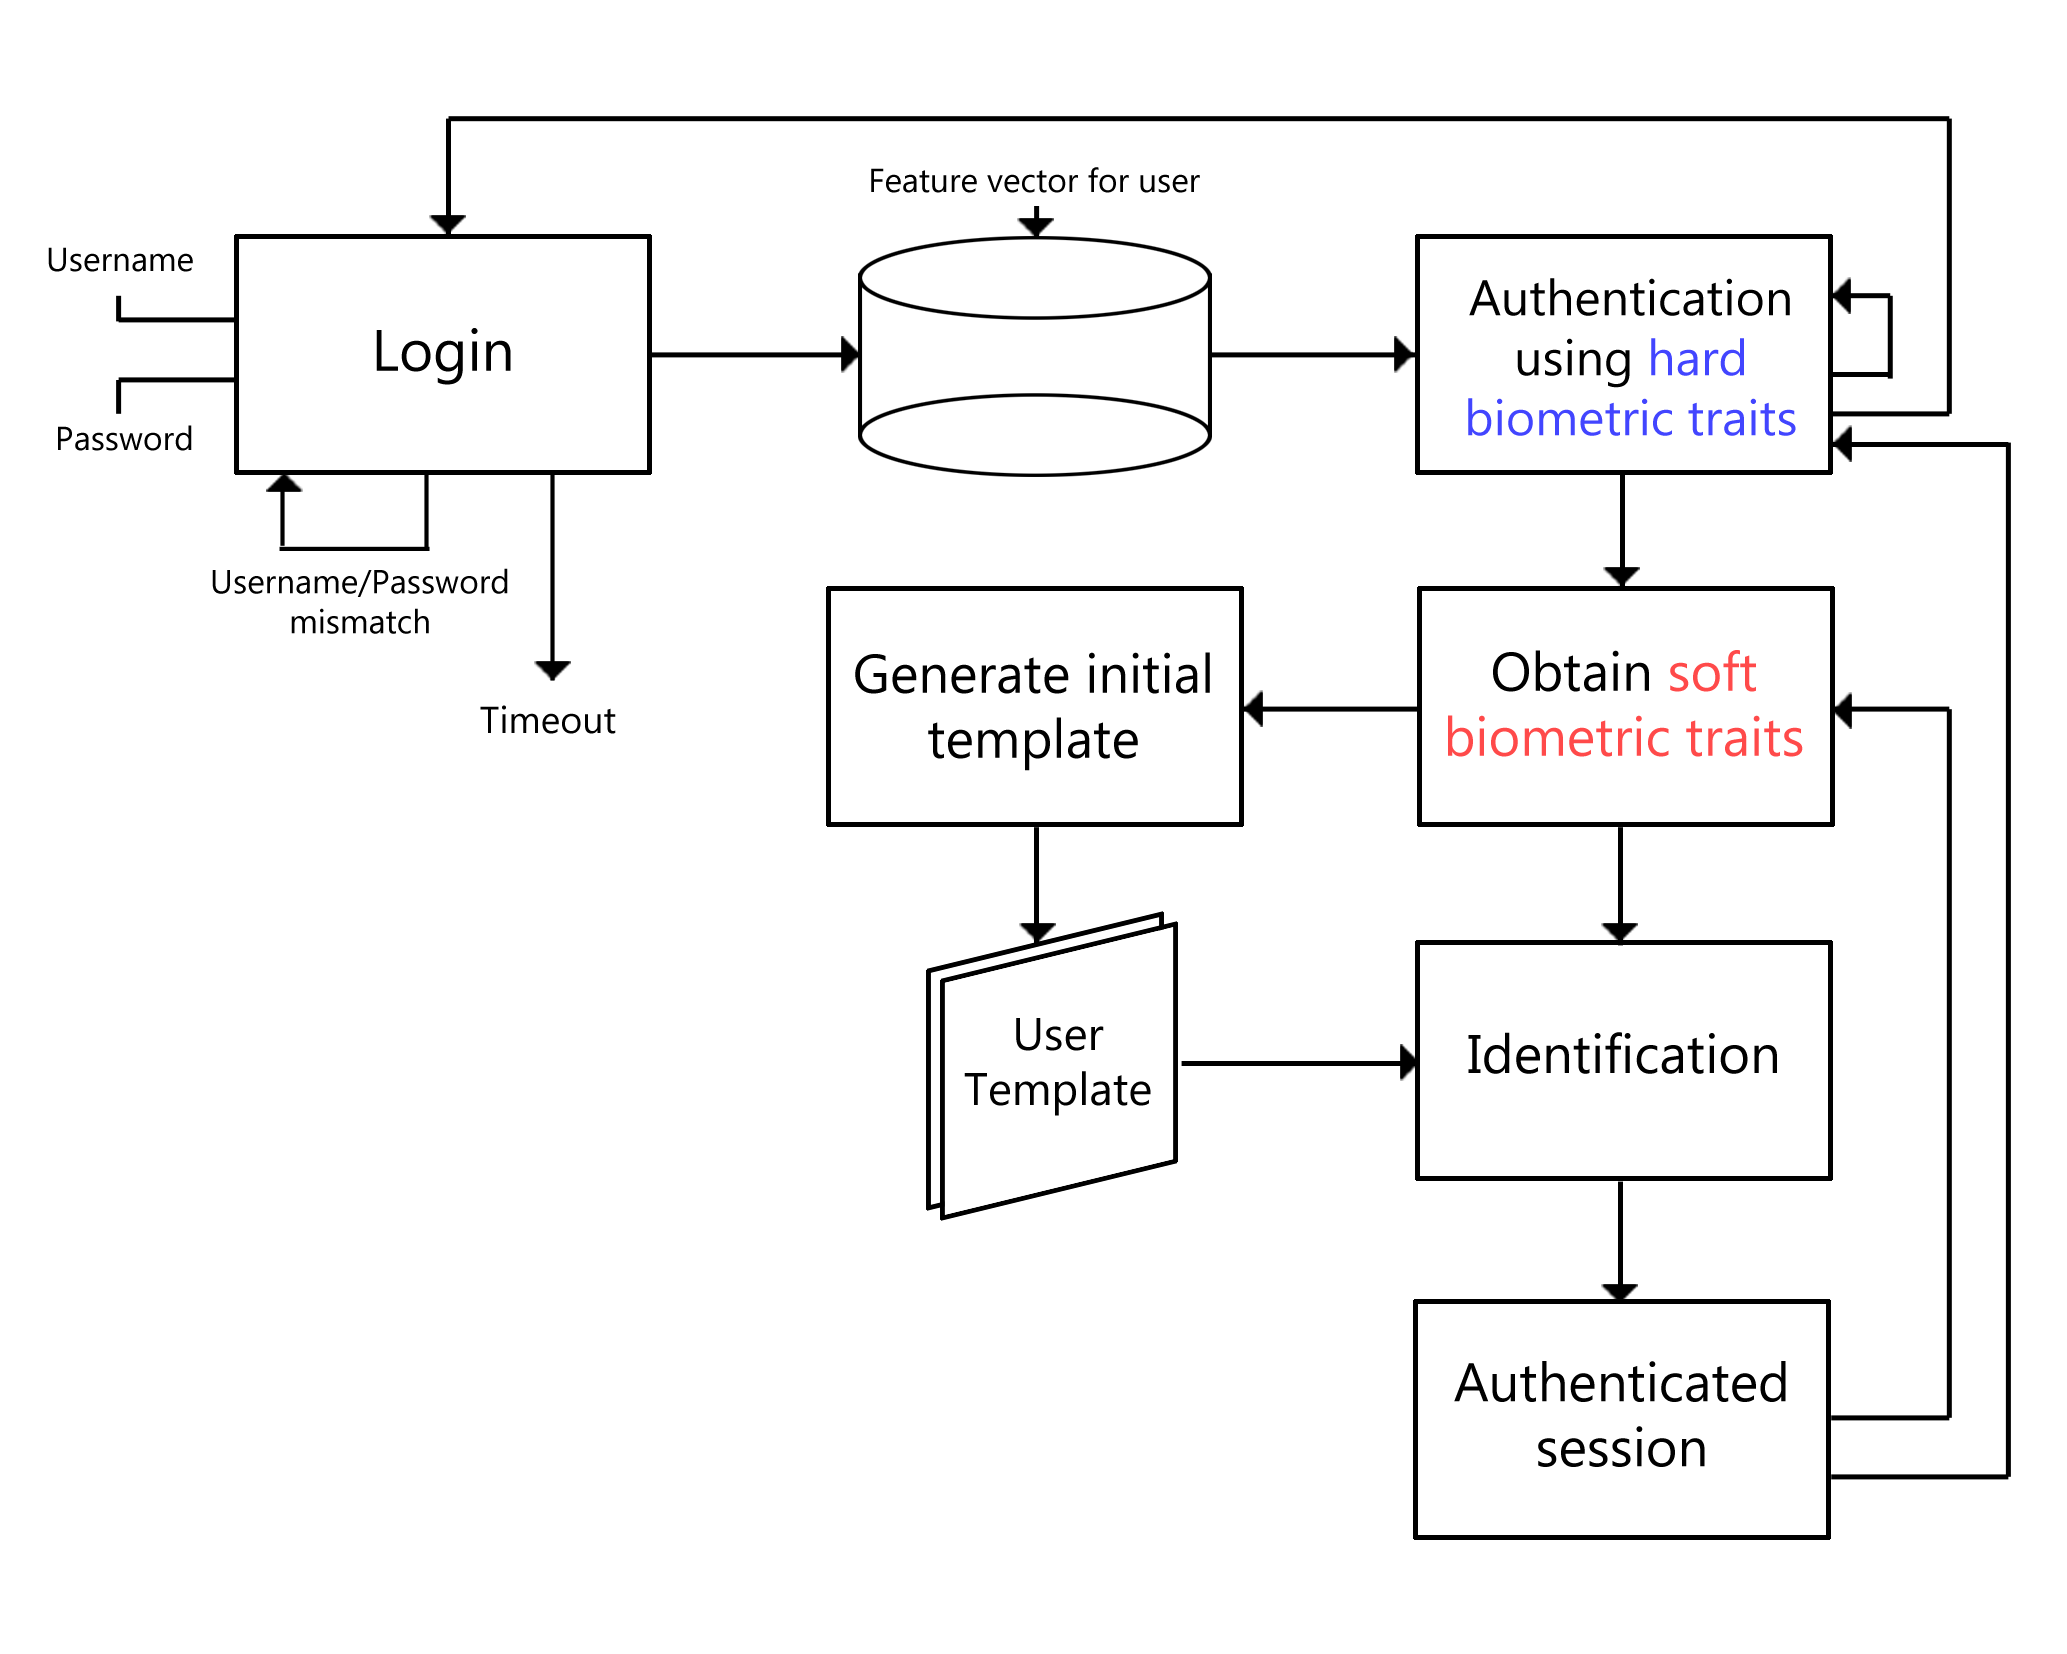 Feature vector for user
Username
Login
Password
Authentication
using hard
biometric traits
Username/Password
mismatch
Timeout
Generate initial
template
Obtain soft
biometric traits
User
Template
Identification
Authenticated
session